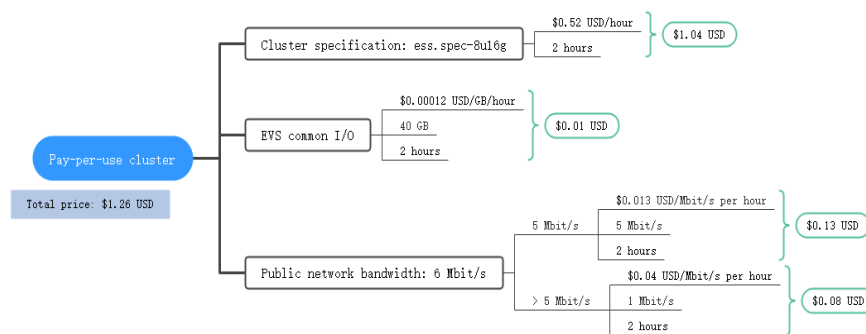 Pay-per-use cluster
Total price: $1.26 USD
Cluster specification: ess.spec-8u16g
$0.52 USD/hour
2 hours
$1.04 USD
EVS common I/O
$0.00012 USD/GB/hour
40 GB
2 hours
$0.01 USD
Public network bandwidth: 6 Mbit/s
5 Mbit/s
$0.013 USD/Mbit/s per hour
5 Mbit/s
2 hours
$0.13 USD
> 5 Mbit/s
$0.04 USD/Mbit/s per hour
1 Mbit/s
2 hours
$0.08 USD